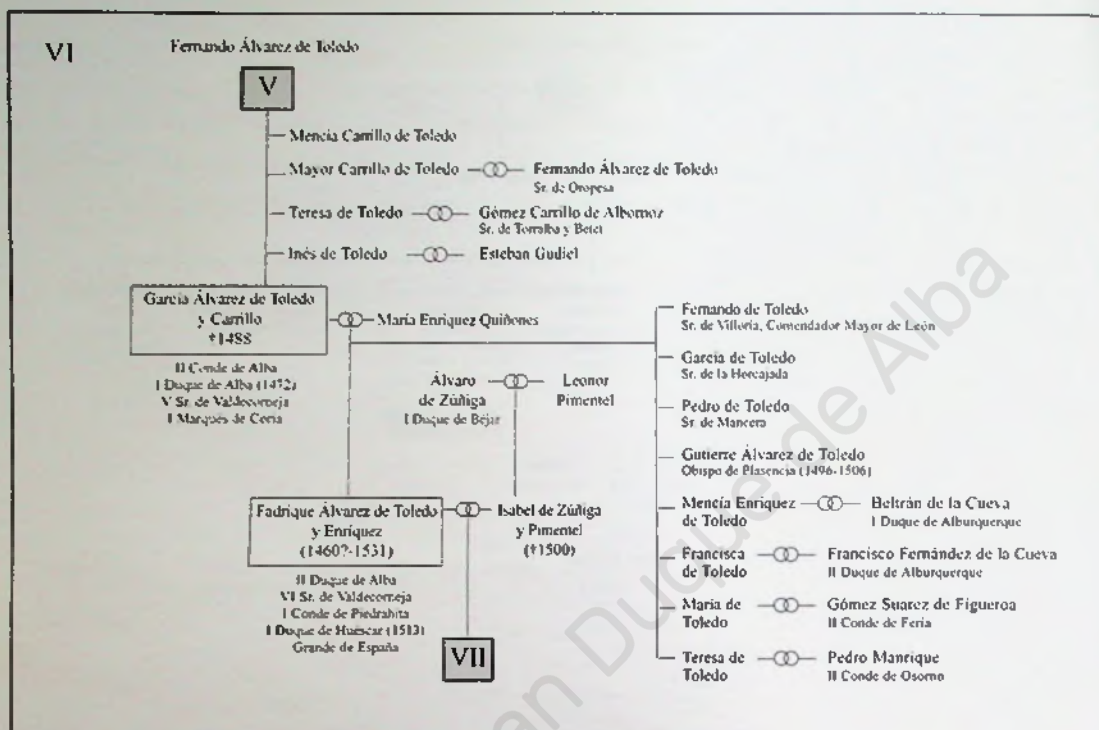 VI
Fernando Álvarez de Toledo
V
Mencía Carrillo de Toledo
Mayor Carrillo de Toledo
Fernando Álvarez de Toledo
Sr. de Oropesa
Teresa de Toledo
Gómez Carrillo de Albornoz
Sr. de Torralba y Betet
Inés de Toledo
Esteban Gudiel
García Álvarez de Toledo
y Carrillo
†1488
II Conde de Alba
I Duque de Alba (1472)
V Sr. de Valdecorneja
I Marqués de Coria
María Enríquez Quiñones
Álvaro
de Zúñiga
I Duque de Béjar
Leonor
Pimentel
Fadrique Álvarez de Toledo
y Enríquez
(1460?-1531)
II Duque de Alba
VI Sr. de Valdecorneja
I Conde de Piedrahita
I Duque de Huéscar (1513)
Grande de España
Isabel de Zúñiga
y Pimentel
(†1500)
VII
Fernando de Toledo
Sr. de Villoria, Comendador Mayor de León
García de Toledo
Sr. de la Horcajada
Pedro de Toledo
Sr. de Mancera
Gutierre Álvarez de Toledo
Obispo de Plasencia (1496-1506)
Mencía Enríquez
de Toledo
Beltrán de la Cueva
I Duque de Alburquerque
Francisca
de Toledo
Francisco Fernández de la Cueva
II Duque de Alburquerque
María de
Toledo
Gómez Suarez de Figueroa
II Conde de Feria
Teresa de
Toledo
Pedro Manrique
II Conde de Osorno
an Duque de Alba